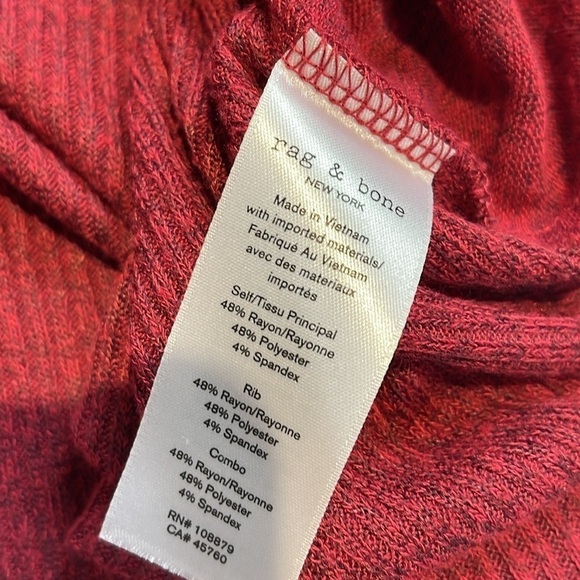 rag & bone
NEW YORK
Made in Vietnam
with imported materials/
Fabriqué Au Vietnam
avec des materiaux
importés
Self/Tissu Principal
48% Rayon/Rayonne
48% Polyester
4% Spandex
Rib
48% Rayon/Rayonne
48% Polyester
4% Spandex
Combo
48% Rayon/Rayonne
48% Polyester
4% Spandex
RN# 108879
CA# 45760